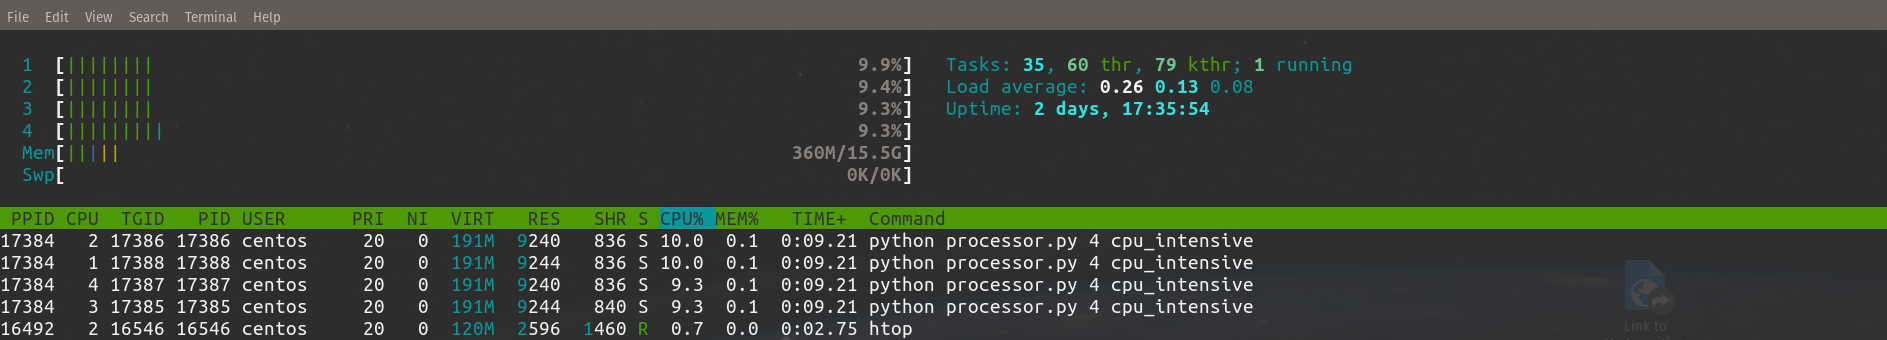 File Edit View Search Terminal Help
1 [||||||||| 9.9%] Tasks: 35, 60 thr, 79 kthr; 1 running
2 [|||||||| 9.4%] Load average: 0.26 0.13 0.08
3 [|||||||| 9.3%] Uptime: 2 days, 17:35:54
4 [||||||||| 9.3%]
Mem[||||| 360M/15.5G]
Swp[ 0K/0K]
PPID CPU TGID PID USER PRI NI VIRT RES SHR S CPU% MEM% TIME+ Command
17384 2 17386 17386 centos 20 0 191M 9240 836 S 10.0 0.1 0:09.21 python processor.py 4 cpu_intensive
17384 1 17388 17388 centos 20 0 191M 9244 836 S 10.0 0.1 0:09.21 python processor.py 4 cpu_intensive
17384 4 17387 17387 centos 20 0 191M 9240 836 S 9.3 0.1 0:09.21 python processor.py 4 cpu_intensive
17384 3 17385 17385 centos 20 0 191M 9244 840 S 9.3 0.1 0:09.21 python processor.py 4 cpu_intensive
16492 2 16546 16546 centos 20 0 120M 2596 1460 R 0.7 0.0 0:02.75 htop
Link to